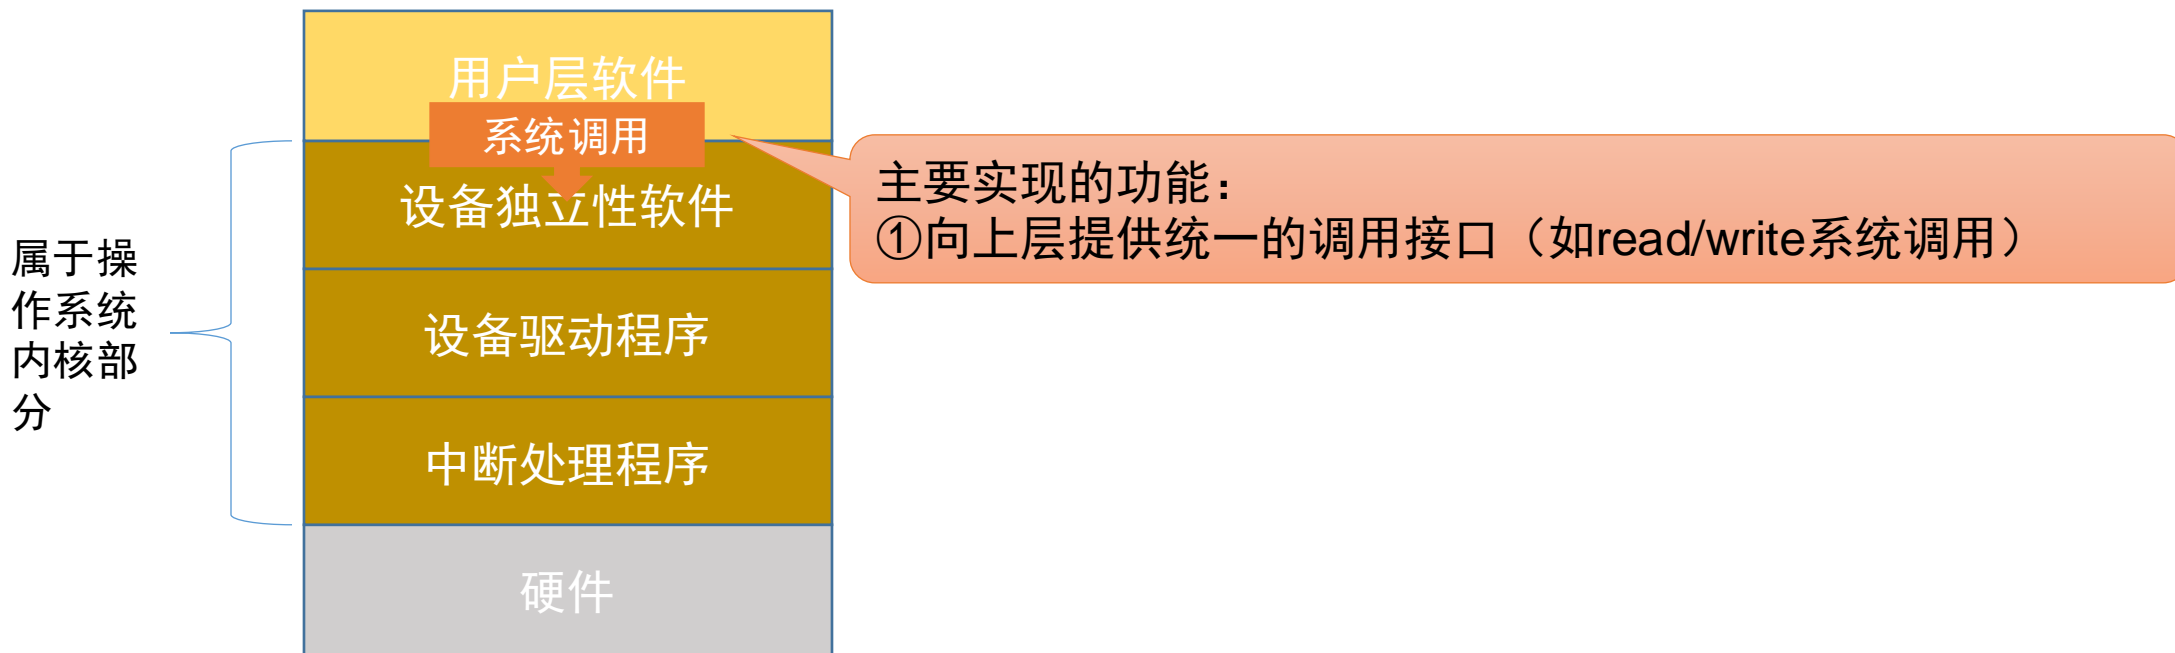 用户层软件
系统调用
设备独立性软件
设备驱动程序
中断处理程序
硬件
属于操
作系统
内核部
分
主要实现的功能：
①向上层提供统一的调用接口（如read/write系统调用）